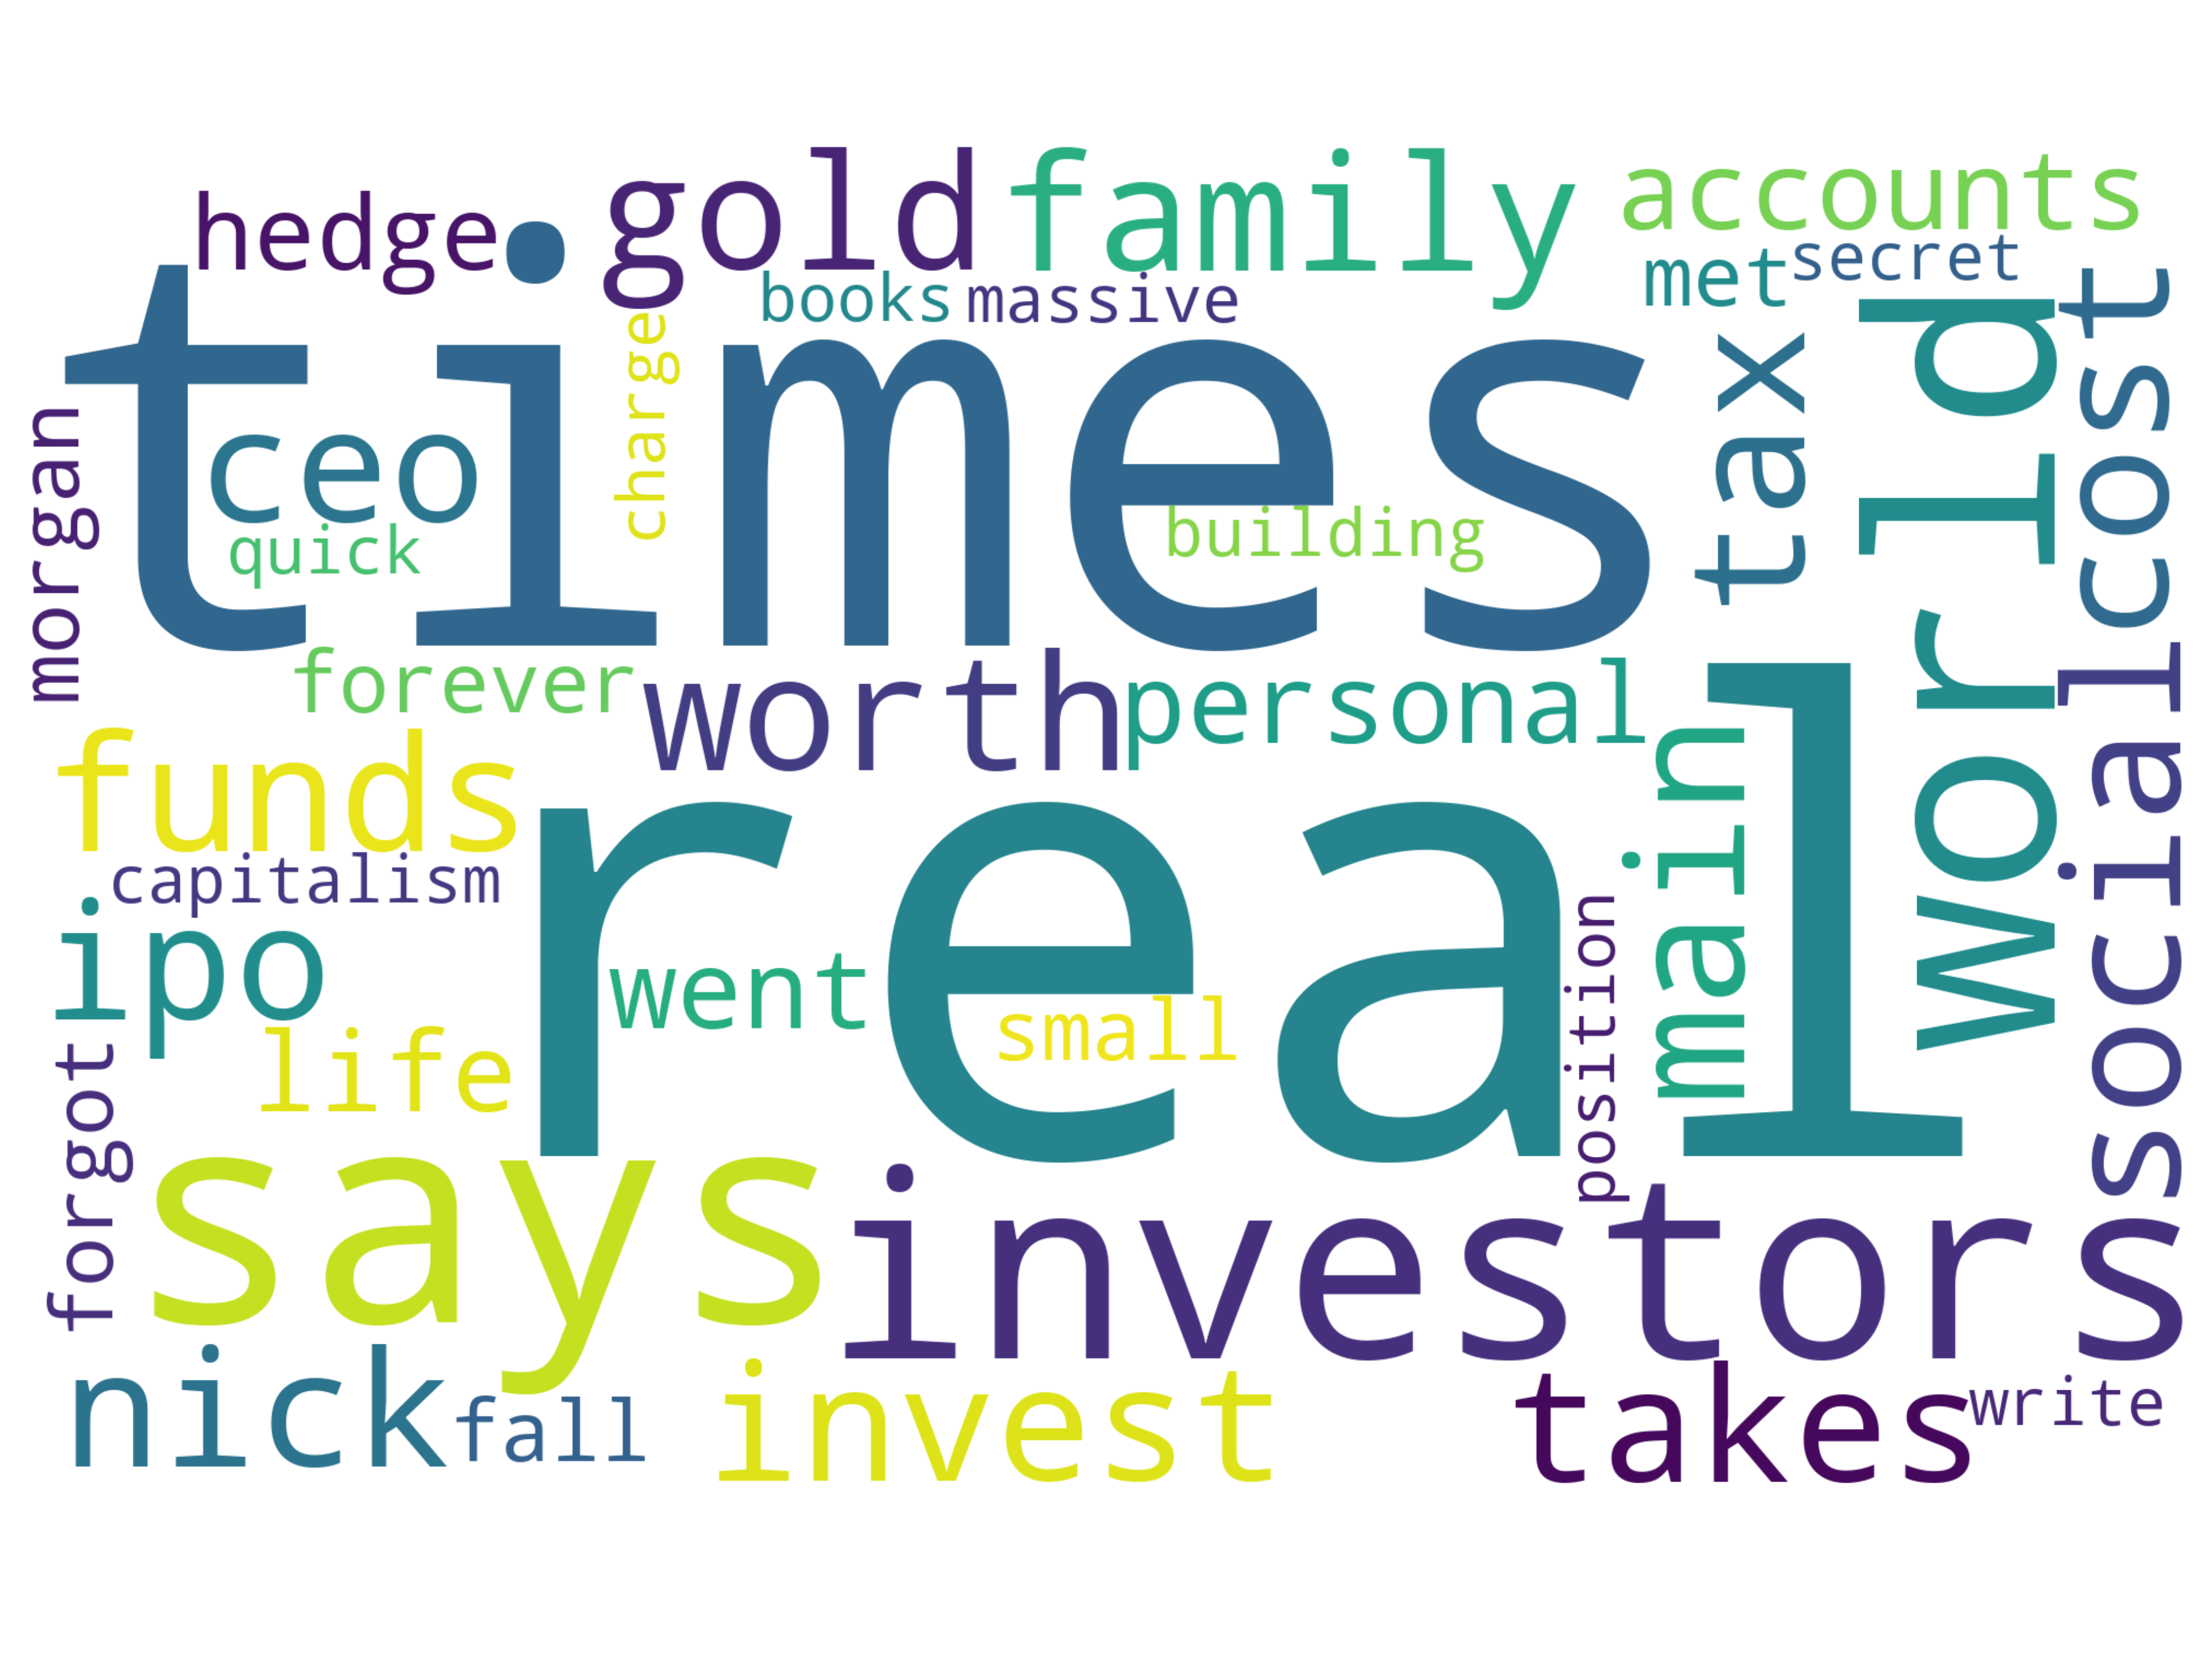 hedge
gold
family
accounts
secret
met
books
massive
times
charge
tax
world
cost
morgan
ceo
quick
building
forever
worth
personal
main
social
funds
real
capitalism
ipo
went
small
position
life
forgot
says
investors
nick
fall
invest
takes
write